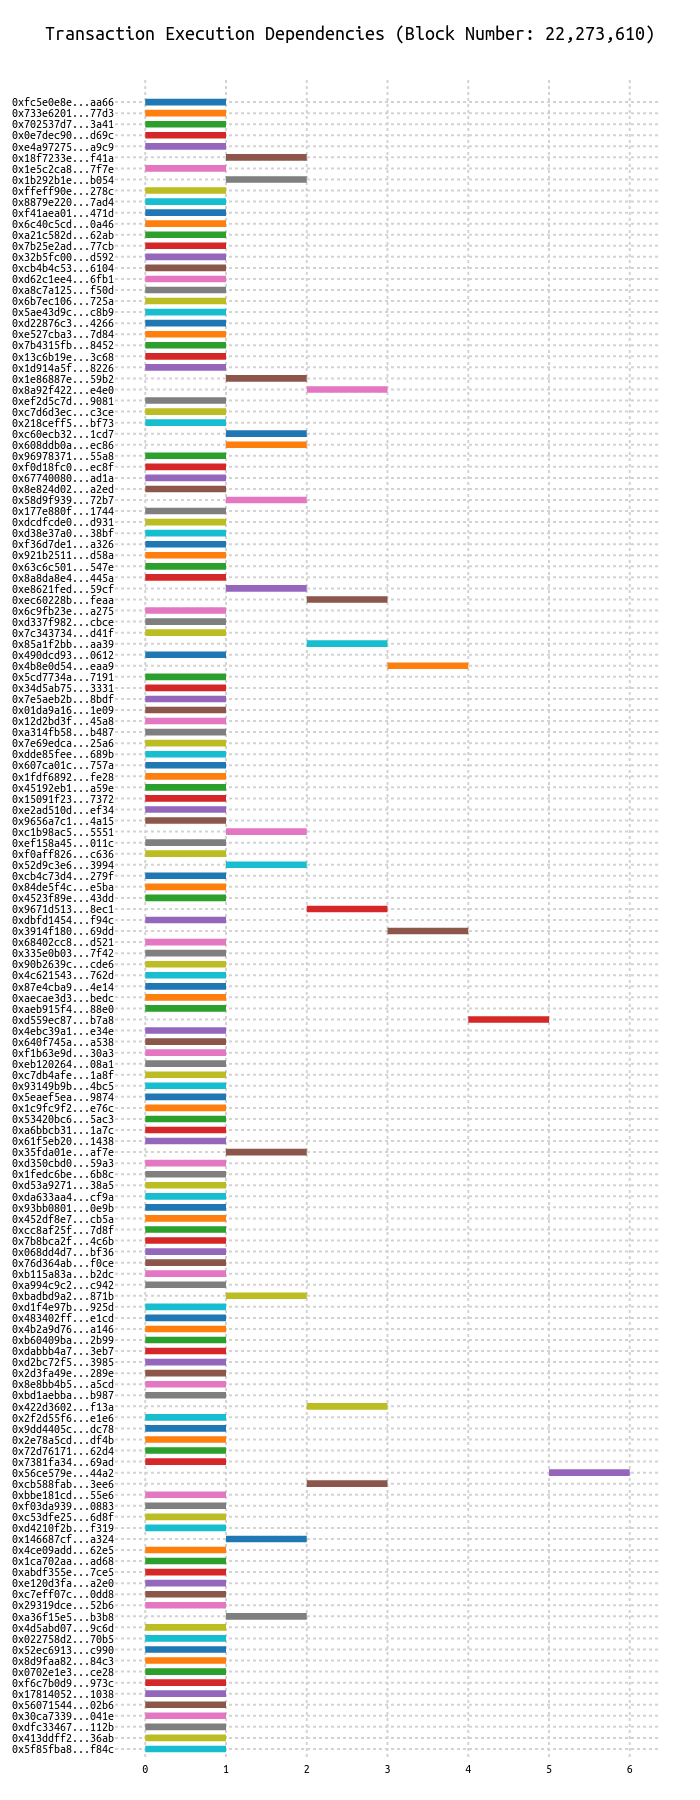 Transaction Execution Dependencies (Block Number: 22,273,610)
0xfc5e0e8e...aa66
0x733e6201...77d3
0x702537d7...3a41
0x0e7dec90...d69c
0xe4a97275...a9c9
0x18f7233e...f41a
0x1e5c2ca8...7f7e
0x1b292b1e...b054
0xffeff90e...278c
0x8879e220...7ad4
0xf41aea01...471d
0x6c40c5cd...0a46
0xa21c582d...62ab
0x7b25e2ad...77cb
0x32b5fc00...d592
0xcb4b4c53...6104
0xd62c1ee4...6fb1
0xa8c7a125...f50d
0x6b7ec106...725a
0x5ae43d9c...c8b9
0xd22876c3...4266
0xe527cba3...7d84
0x7b4315fb...8452
0x13c6b19e...3c68
0x1d914a5f...8226
0x1e86887e...59b2
0x8a92f422...e4e0
0xef2d5c7d...9081
0xc7d6d3ec...c3ce
0x218ceff5...bf73
0xc60ecb32...1cd7
0x608ddb0a...ec86
0x96978371...55a8
0xf0d18fc0...ec8f
0x67740080...ad1a
0x8e824d02...a2ed
0x58d9f939...72b7
0x177e880f...1744
0xdcdfcde0...d931
0xd38e37a0...38bf
0xf36d7de1...a326
0x921b2511...d58a
0x63c6c501...547e
0x8a8da8e4...445a
0xe8621fed...59cf
0xec60228b...feaa
0x6c9fb23e...a275
0xd337f982...cbce
0x7c343734...d41f
0x85a1f2bb...aa39
0x490dcd93...0612
0x4b8e0d54...eaa9
0x5cd7734a...7191
0x34d5ab75...3331
0x7e5aeb2b...8bdf
0x01da9a16...1e09
0x12d2bd3f...45a8
0xa314fb58...b487
0x7e69edca...25a6
0xdde85fee...689b
0x607ca01c...757a
0x1fdf6892...fe28
0x45192eb1...a59e
0x15091f23...7372
0xe2ad510d...ef34
0x9656a7c1...4a15
0xc1b98ac5...5551
0xef158a45...011c
0xf0aff826...c636
0x52d9c3e6...3994
0xcb4c73d4...279f
0x84de5f4c...e5ba
0x4523f89e...43dd
0x9671d513...8ec1
0xdbfd1454...f94c
0x3914f180...69dd
0x68402cc8...d521
0x335e0b03...7f42
0x90b2639c...cde6
0x4c621543...762d
0x87e4cba9...4e14
0xaecae3d3...bedc
0xaeb915f4...88e0
0xd559ec87...b7a8
0x4ebc39a1...e34e
0x640f745a...a538
0xf1b63e9d...30a3
0xeb120264...08a1
0xc7db4afe...1a8f
0x93149b9b...4bc5
0x5eaef5ea...9874
0x1c9fc9f2...e76c
0x53420bc6...5ac3
0xa6bbcb31...1a7c
0x61f5eb20...1438
0x35fda01e...af7e
0xd350cbd0...59a3
0x1fedc6be...6b8c
0xd53a9271...38a5
0xda633aa4...cf9a
0x93bb0801...0e9b
0x452df8e7...cb5a
0xcc8af25f...7d8f
0x7b8bca2f...4c6b
0x068dd4d7...bf36
0x76d364ab...f0ce
0xb115a83a...b2dc
0xa994c9c2...c942
0xbadbd9a2...871b
0xd1f4e97b...925d
0x483402ff...e1cd
0x4b2a9d76...a146
0xb60409ba...2b99
0xdabbb4a7...3eb7
0xd2bc72f5...3985
0x2d3fa49e...289e
0x8e8bb4b5...a5cd
0xbd1aebba...b987
0x422d3602...f13a
0x2f2d55f6...e1e6
0x9dd4405c...dc78
0x2e78a5cd...df4b
0x72d76171...62d4
0x7381fa34...69ad
0x56ce579e...44a2
0xcb588fab...3ee6
0xbbe181cd...55e6
0xf03da939...0883
0xc53dfe25...6d8f
0xd4210f2b...f319
0x146687cf...a324
0x4ce09add...62e5
0x1ca702aa...ad68
0xabdf355e...7ce5
0xe120d3fa...a2e0
0xc7eff07c...0dd8
0x29319dce...52b6
0xa36f15e5...b3b8
0x4d5abd07...9c6d
0x022758d2...70b5
0x52ec6913...c990
0x8d9faa82...84c3
0x0702e1e3...ce28
0xf6c7b0d9...973c
0x17814052...1038
0x56071544...02b6
0x30ca7339...041e
0xdfc33467...112b
0x413ddff2...36ab
0x5f85fba8...f84c
0 1 2 3 4 5 6